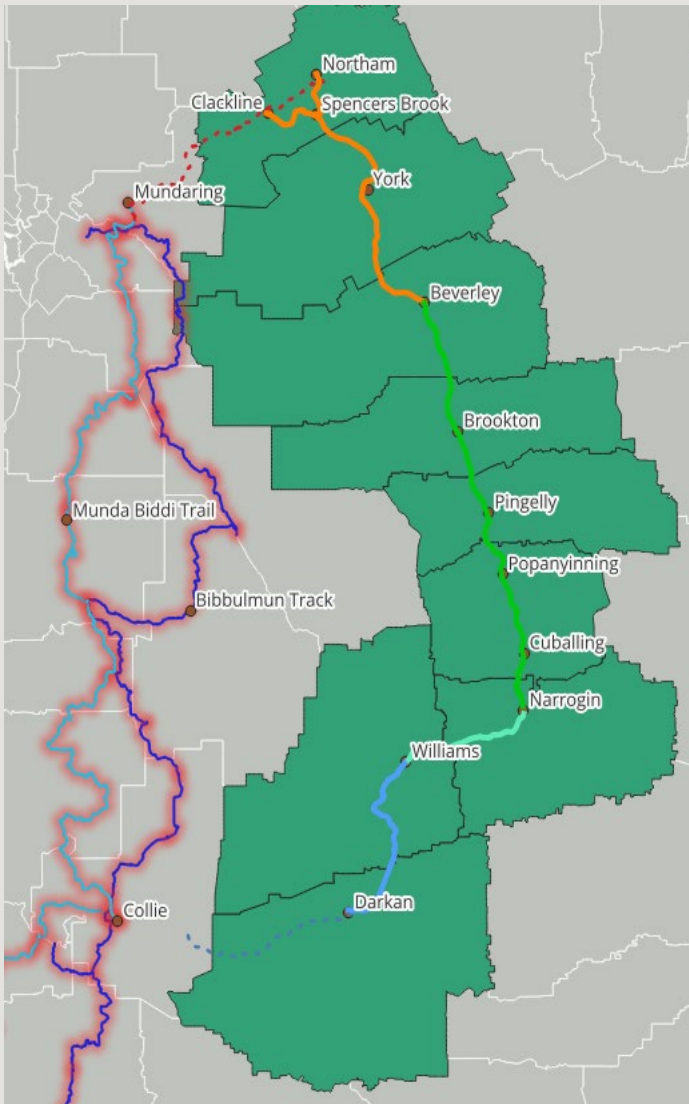 Northam
Clackline
Spencers Brook
York
Mundaring
Beverley
Brookton
Pingelly
Munda Biddi Trail
Popanyinning
Bibbulmun Track
Cuballing
Narrogin
Williams
Darkan
Collie